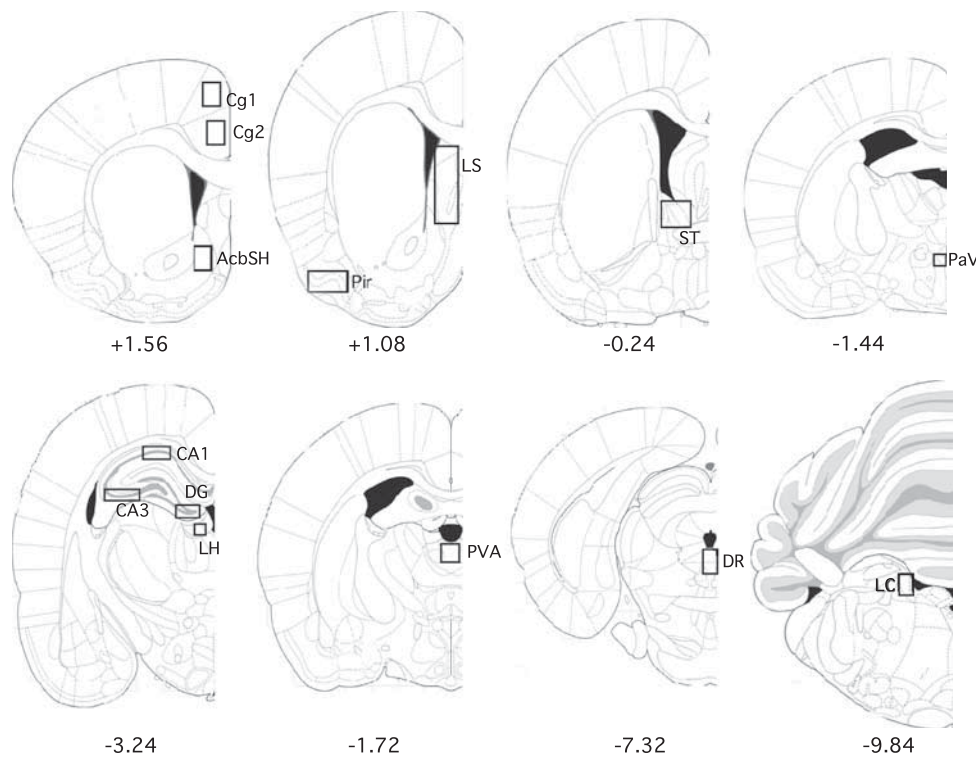 Cg1
Cg2
AcbSH
+1.56
LS
Pir
+1.08
ST
-0.24
PaV
-1.44
CA1
CA3
DG
LH
-3.24
PVA
-1.72
DR
-7.32
LC
-9.84